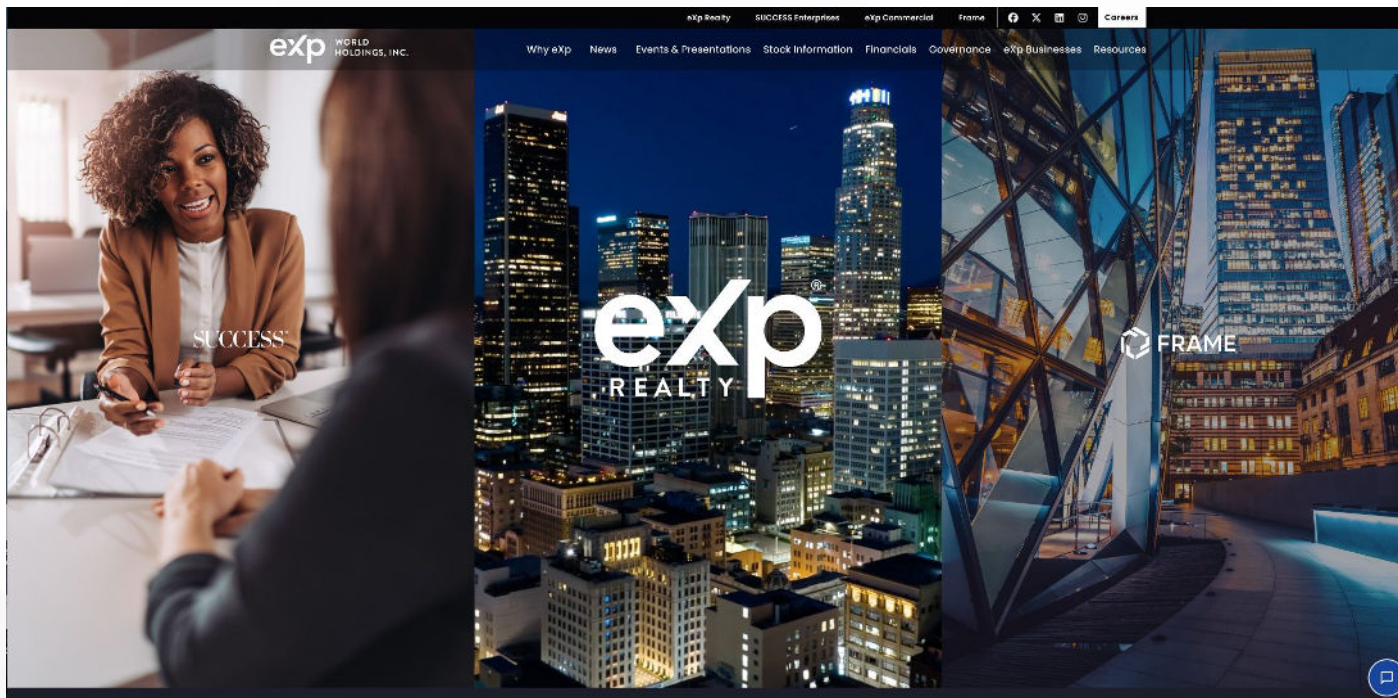 eXp Realty SUCCESS Enterprises eXp Commercial Frame Careers
eXp WORLD HOLDINGS, INC.
Why eXp News Events & Presentations Stock Information Financials Governance eXp Businesses Resources
SUCCESS
eXp®
REALTY
FRAME